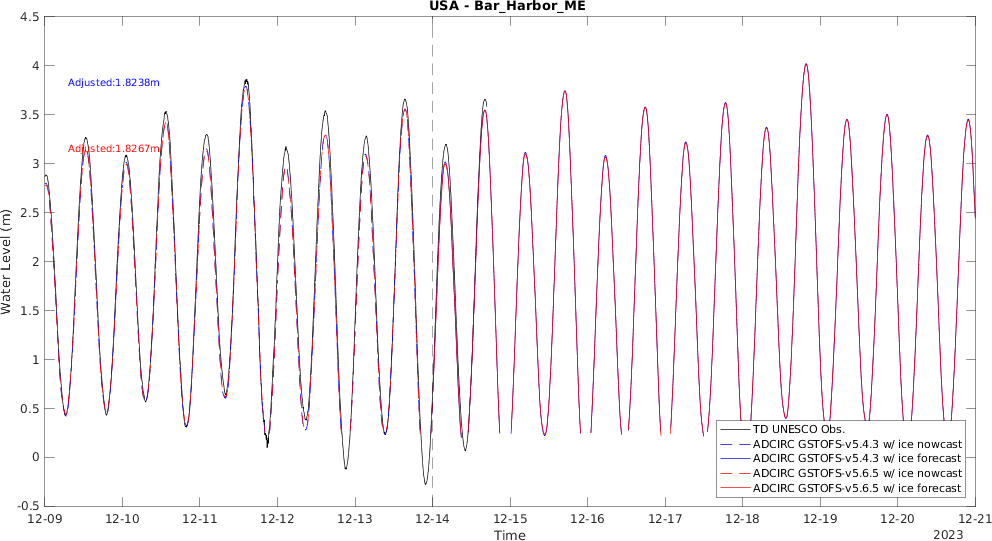 USA - Bar_Harbor_ME
4.5
4
3.5
3
2.5
2
1.5
1
0.5
0
-0.5
Water Level (m)
Adjusted:1.8238m
Adjusted:1.8267m
TD UNESCO Obs.
ADCIRC GSTOFS-v5.4.3 w/ ice nowcast
ADCIRC GSTOFS-v5.4.3 w/ ice forecast
ADCIRC GSTOFS-v5.6.5 w/ ice nowcast
ADCIRC GSTOFS-v5.6.5 w/ ice forecast
12-09 12-10 12-11 12-12 12-13 12-14 12-15 12-16 12-17 12-18 12-19 12-20 12-21
Time
2023